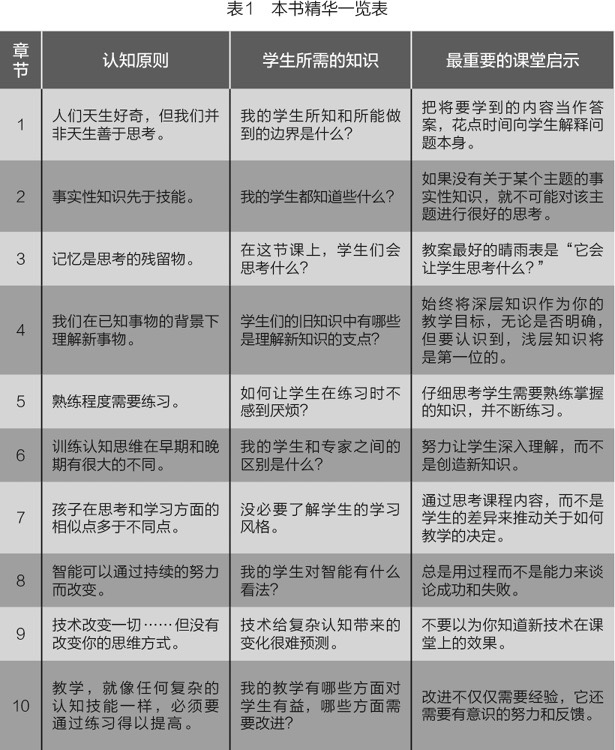 表1 本书精华一览表
章节 认知原则 学生所需的知识 最重要的课堂启示
1
人们天生好奇，但我们并
非天生善于思考。
我的学生所知和所能做
到的边界是什么？
把将要学到的内容当作答
案，花点时间向学生解释问
题本身。
2
事实性知识先于技能。
我的学生都知道些什么？
如果没有关于某个主题的事
实性知识，就不可能对该主
题进行很好的思考。
3
记忆是思考的残留物。
在这节课上，学生们会
思考什么？
教案最好的晴雨表是“它会
让学生思考什么？”
4
我们在已知事物的背景下
理解新事物。
学生们的旧知识中有哪些
是理解新知识的支点？
始终将深层知识作为你的
教学目标，无论是否明确，
但要认识到，浅层知识将
是第一位的。
5
熟练程度需要练习。
如何让学生在练习时不
感到厌烦？
仔细思考学生需要熟练掌握
的知识，并不断练习。
6
训练认知思维在早期和晚
期有很大的不同。
我的学生和专家之间的
区别是什么？
努力让学生深入理解，而不
是创造新知识。
7
孩子在思考和学习方面的
相似点多于不同点。
没必要了解学生的学习
风格。
通过思考课程内容，而不是
学生的差异来推动关于如何
教学的决定。
8
智能可以通过持续的努力
而改变。
我的学生对智能有什么
看法？
总是用过程而不是能力来谈
论成功和失败。
9
技术改变一切……但没有
改变你的思维方式。
技术给复杂认知带来的
变化很难预测。
不要以为你知道新技术在课
堂上的效果。
10
教学，就像任何复杂的
认知技能一样，必须要
通过练习得以提高。
我的教学有哪些方面对
学生有益，哪些方面需
要改进？
改进不仅仅需要经验，它还
需要有意识的努力和反馈。